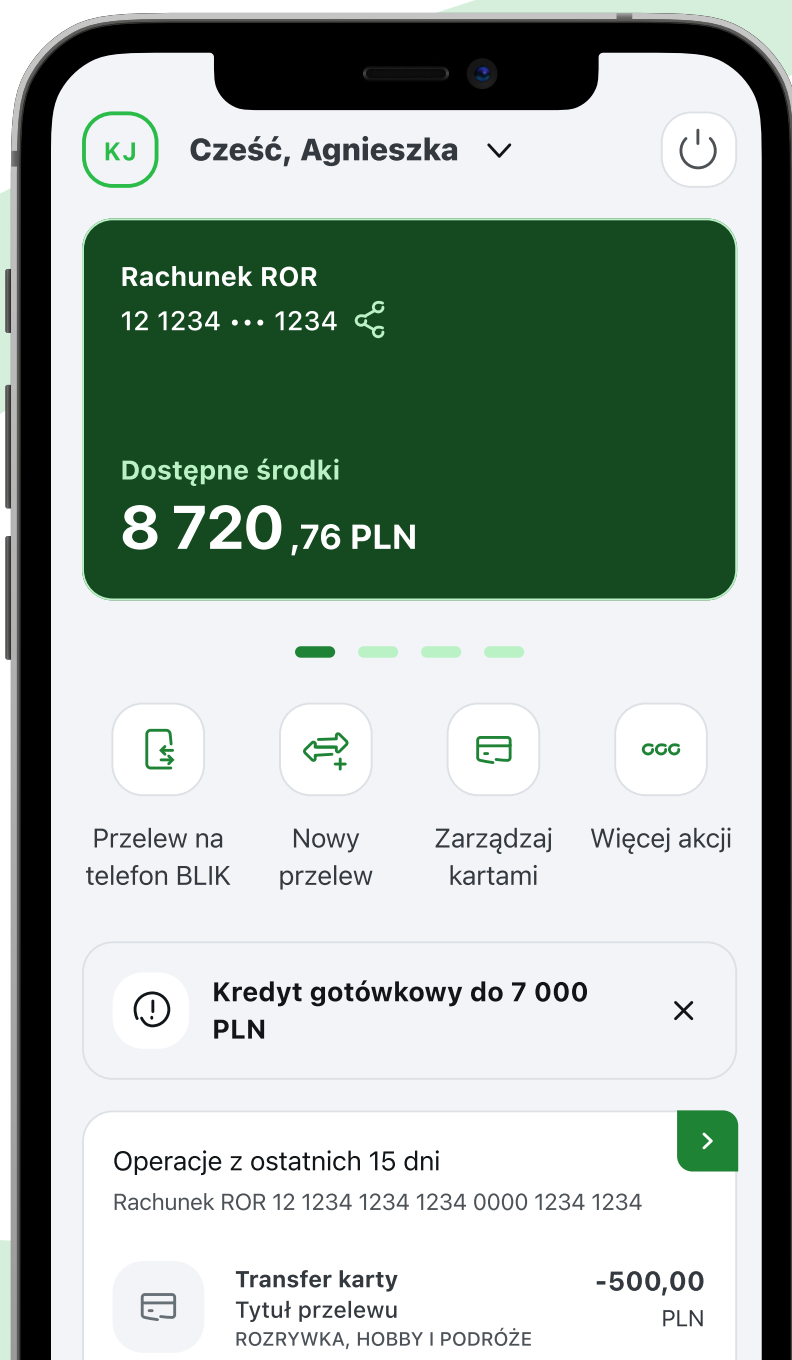 KJ
Cześć, Agnieszka
Rachunek ROR
12 1234 ••• 1234
Dostępne środki
8 720,76 PLN
Przelew na
telefon BLIK
Nowy
przelew
Zarządzaj
kartami
Więcej akcji
Kredyt gotówkowy do 7 000
PLN
Operacje z ostatnich 15 dni
Rachunek ROR 12 1234 1234 1234 0000 1234 1234
Transfer karty
-500,00
Tytuł przelewu
PLN
ROZRYWKA, HOBBY I PODRÓŻE